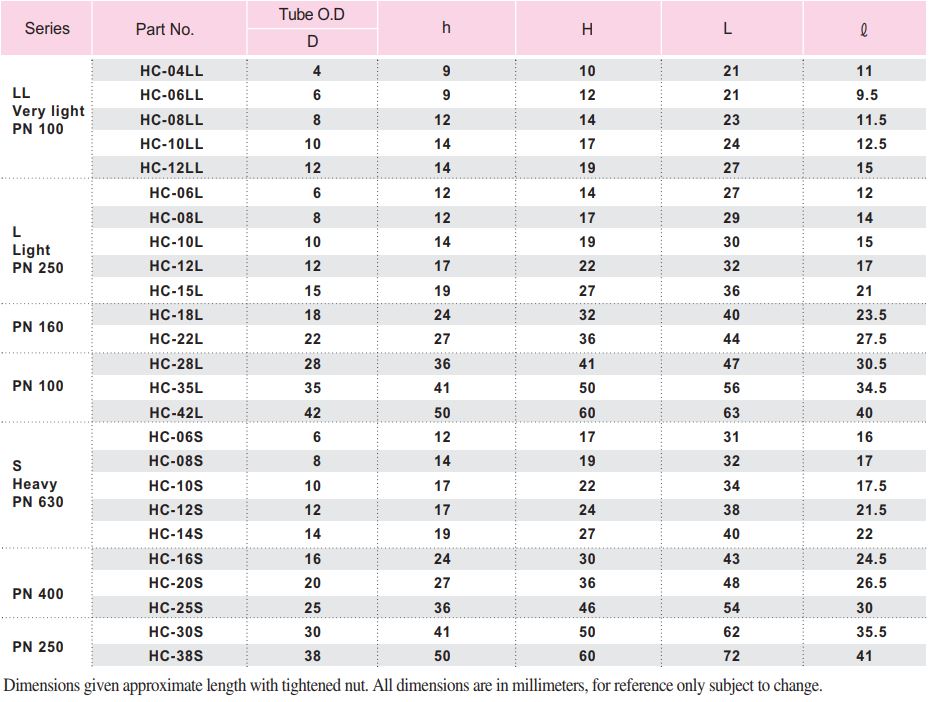 Series Part No. Tube O.D D h H L ℓ
LL
Very light
PN 100
HC-04LL 4 9 10 21 11
HC-06LL 6 9 12 21 9.5
HC-08LL 8 12 14 23 11.5
HC-10LL 10 14 17 24 12.5
HC-12LL 12 14 19 27 15
L
Light
PN 250
HC-06L 6 12 14 27 12
HC-08L 8 12 17 29 14
HC-10L 10 14 19 30 15
HC-12L 12 17 22 32 17
HC-15L 15 19 27 36 21
PN 160
HC-18L 18 24 32 40 23.5
HC-22L 22 27 36 44 27.5
PN 100
HC-28L 28 36 41 47 30.5
HC-35L 35 41 50 56 34.5
HC-42L 42 50 60 63 40
S
Heavy
PN 630
HC-06S 6 12 17 31 16
HC-08S 8 14 19 32 17
HC-10S 10 17 22 34 17.5
HC-12S 12 17 24 38 21.5
HC-14S 14 19 27 40 22
PN 400
HC-16S 16 24 30 43 24.5
HC-20S 20 27 36 48 26.5
HC-25S 25 36 46 54 30
PN 250
HC-30S 30 41 50 62 35.5
HC-38S 38 50 60 72 41
Dimensions given approximate length with tightened nut. All dimensions are in millimeters, for reference only subject to change.